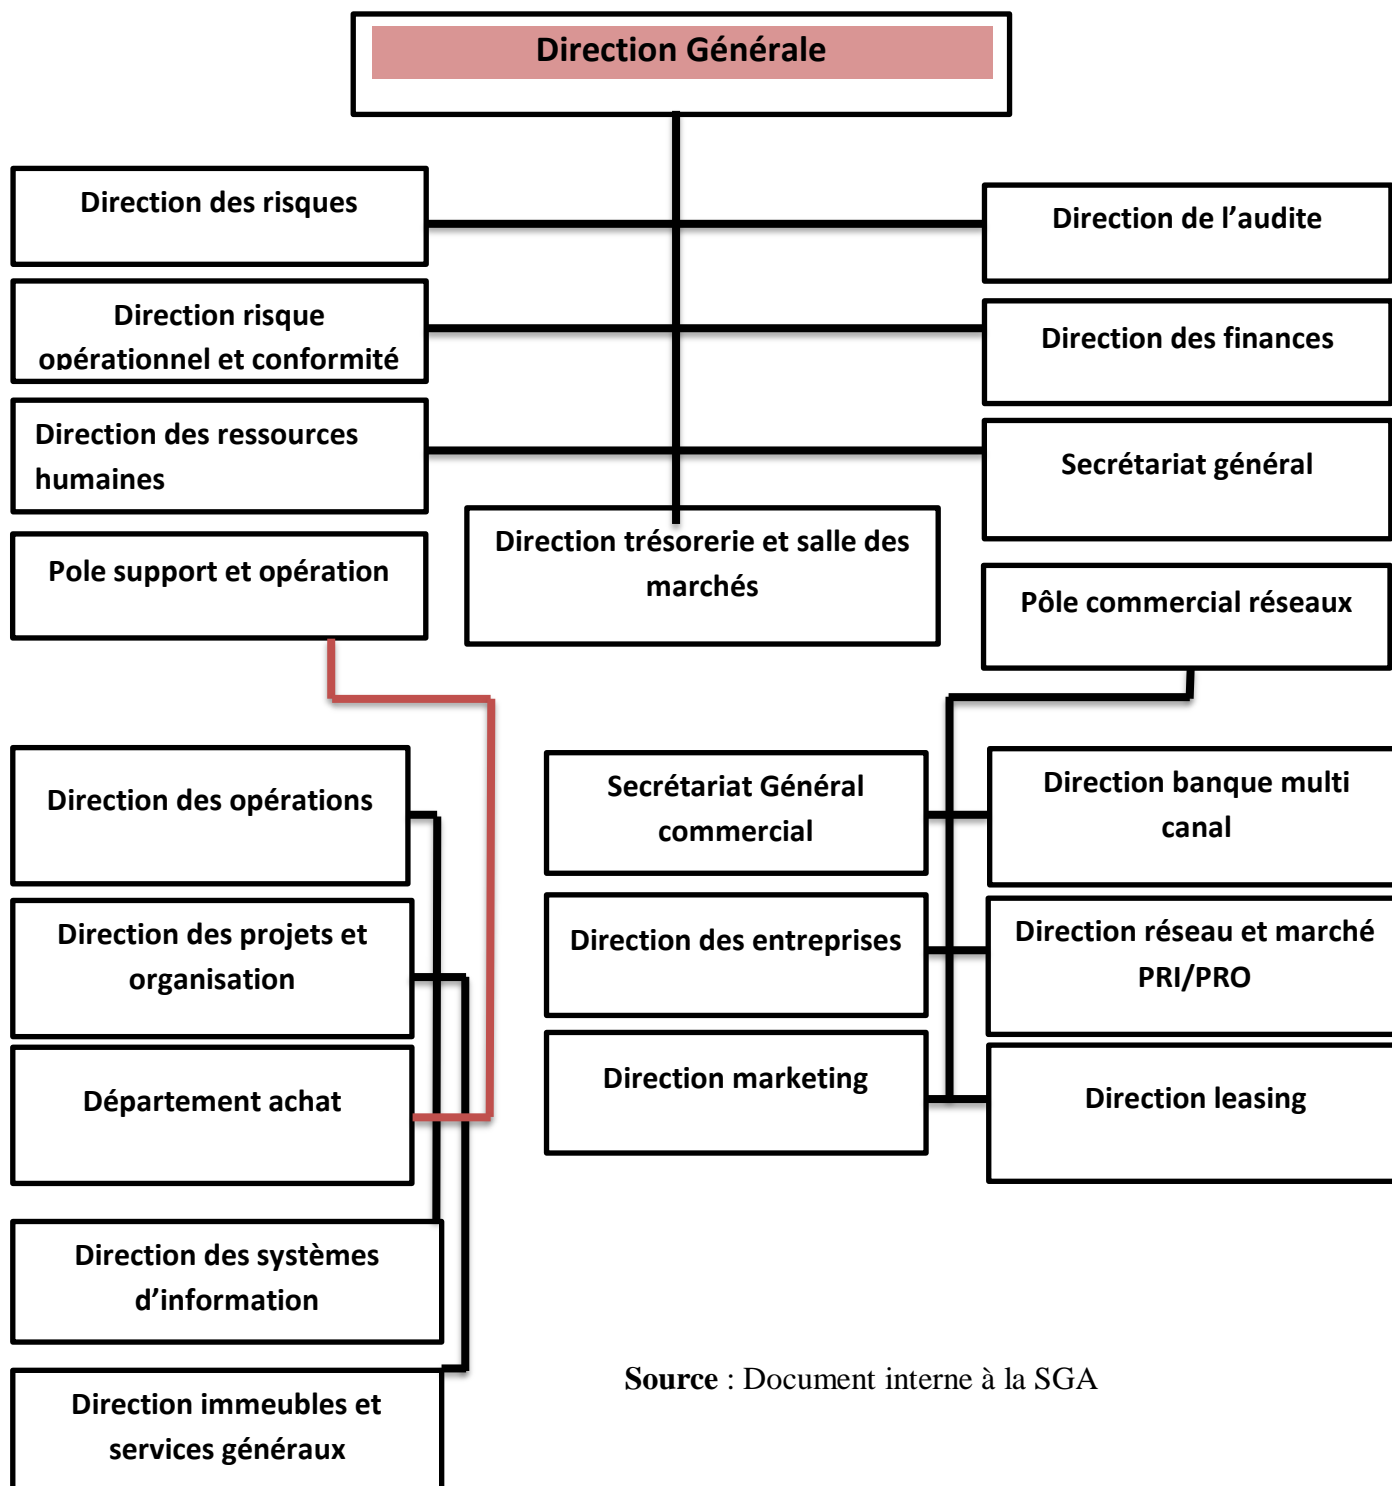 Direction Générale
Direction des risques
Direction de l’audite
Direction risque
opérationnel et conformité
Direction des finances
Direction des ressources
humaines
Secrétariat général
Direction trésorerie et salle des
marchés
Pole support et opération
Pôle commercial réseaux
Direction des opérations
Secrétariat Général
commercial
Direction banque multi
canal
Direction des projets et
organisation
Direction des entreprises
Direction réseau et marché
PRI/PRO
Département achat
Direction marketing
Direction leasing
Direction des systèmes
d’information
Direction immeubles et
services généraux
Source : Document interne à la SGA